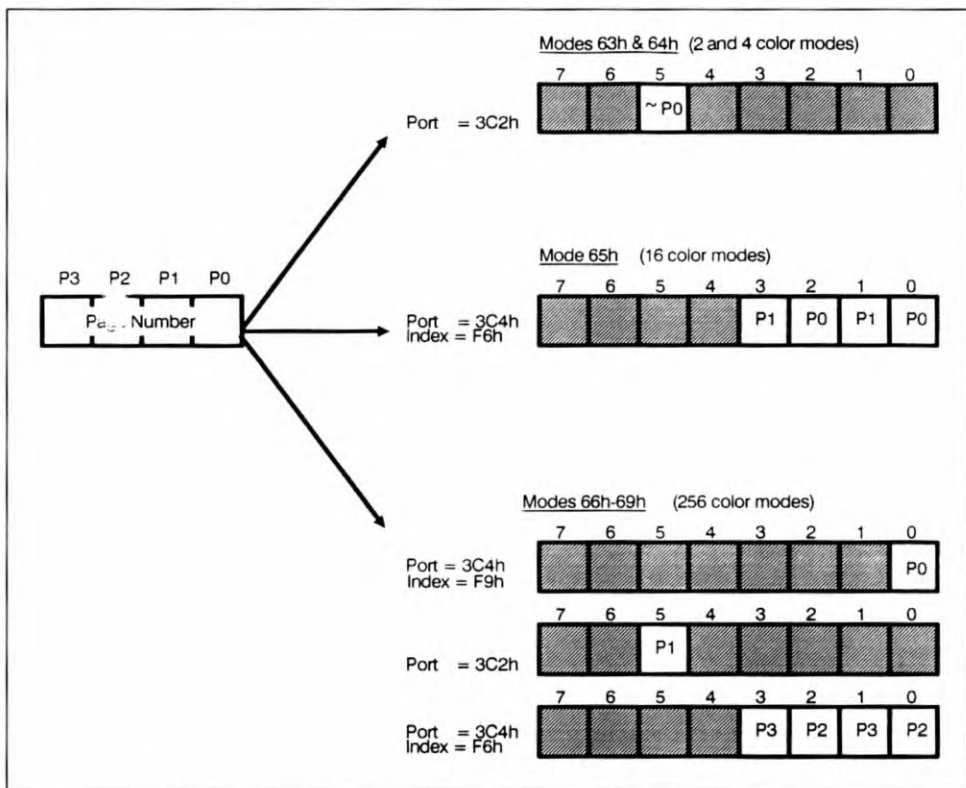 Modes 63h & 64h (2 and 4 color modes)
7 6 5 4 3 2 1 0
Port = 3C2h
~ P0
Mode 65h (16 color modes)
7 6 5 4 3 2 1 0
P3 P2 P1 P0
Number
Port = 3C4h
Index = F6h
P1 P0 P1 P0
Modes 66h-69h (256 color modes)
7 6 5 4 3 2 1 0
Port = 3C4h
Index = F9h
P0
7 6 5 4 3 2 1 0
Port = 3C2h
P1
7 6 5 4 3 2 1 0
Port = 3C4h
Index = F6h
P3 P2 P3 P2